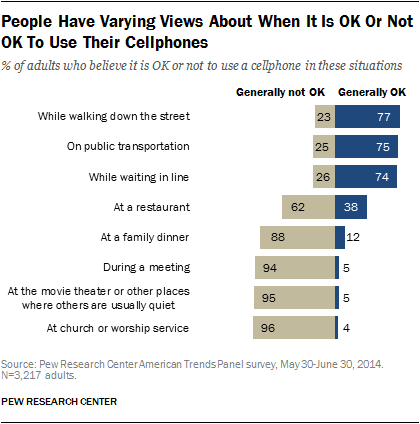 People Have Varying Views About When It Is OK Or Not
OK To Use Their Cellphones
% of adults who believe it is OK or not to use a cellphone in these situations
Generally not OK Generally OK
While walking down the street 23 77
On public transportation 25 75
While waiting in line 26 74
At a restaurant 62 38
At a family dinner 88 12
During a meeting 94 5
At the movie theater or other places
where others are usually quiet 95 5
At church or worship service 96 4
Source: Pew Research Center American Trends Panel survey, May 30-June 30, 2014.
N=3,217 adults.
PEW RESEARCH CENTER